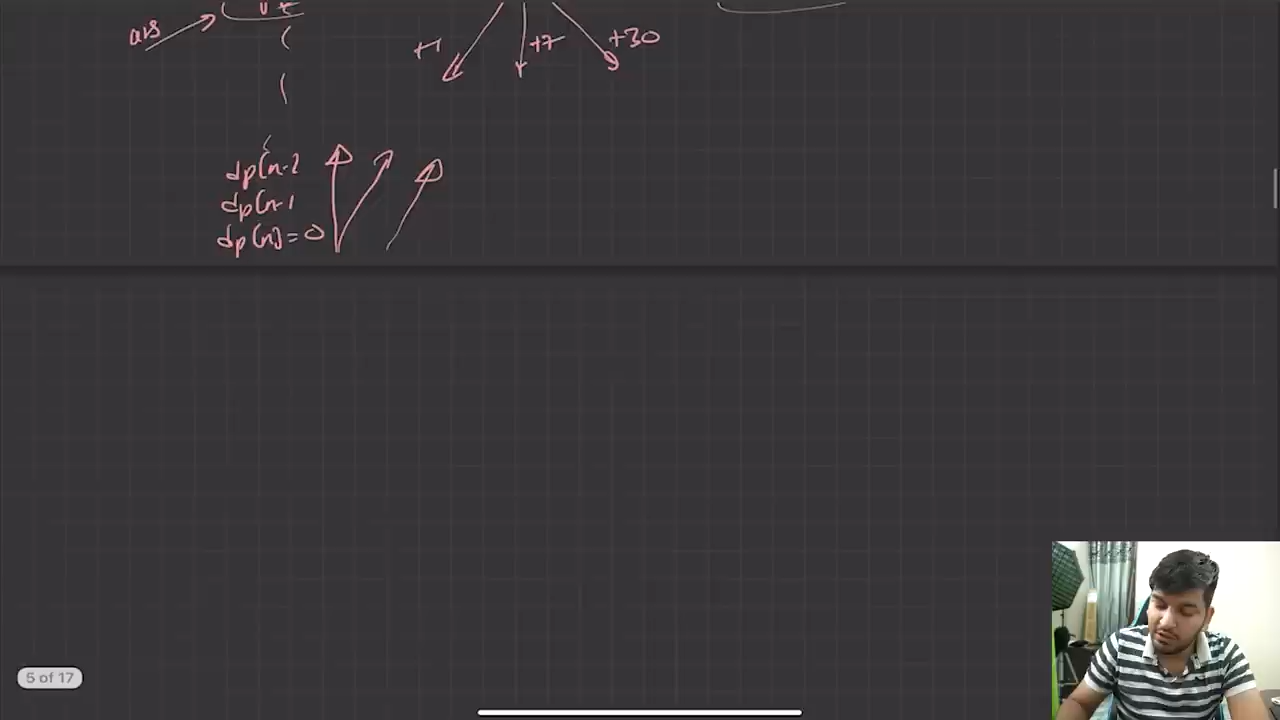 ans
+1
+7
+30
dp[n-2
dp[n-1
dp[n] = 0
5 of 17